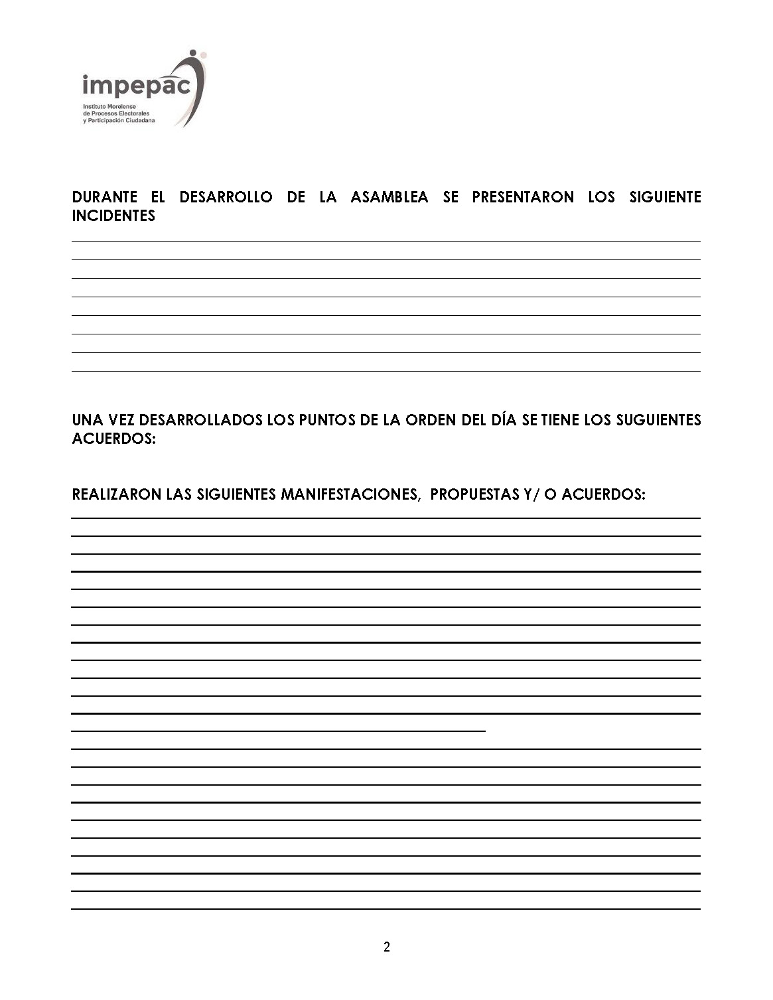 impepac
Instituto Morelense
de Procesos Electorales
y Participación Ciudadana
DURANTE EL DESARROLLO DE LA ASAMBLEA SE PRESENTARON LOS SIGUIENTE
INCIDENTES
UNA VEZ DESARROLLADOS LOS PUNTOS DE LA ORDEN DEL DÍA SE TIENE LOS SUGUIENTES
ACUERDOS:
REALIZARON LAS SIGUIENTES MANIFESTACIONES, PROPUESTAS Y/ O ACUERDOS:
2